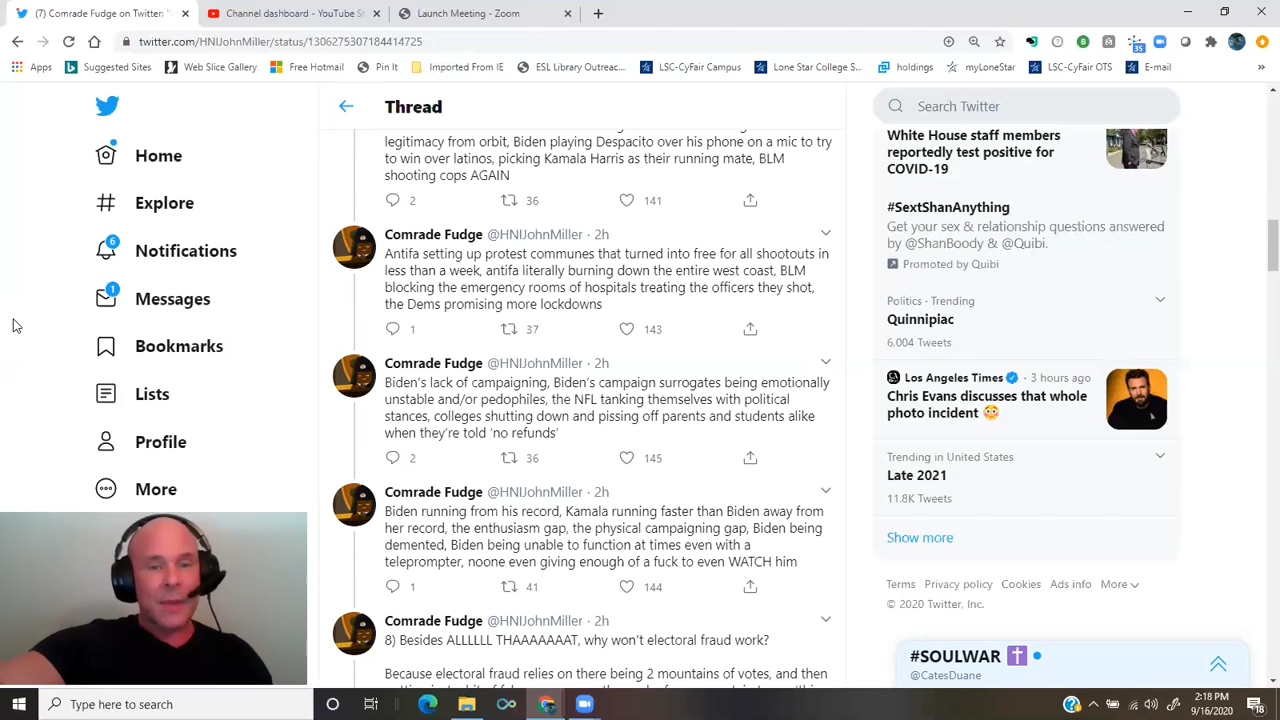 (7) Comrade Fudge on Twitter: "
Channel dashboard - YouTube St
Launch Meeting - Zoom
twitter.com/HNIJohnMiller/status/1306275307184414725
35
Apps
Suggested Sites
Web Slice Gallery
Free Hotmail
Pin It
Imported From IE
ESL Library Outreac...
LSC-CyFair Campus
Lone Star College S...
holdings
myLoneStar
LSC-CyFair OTS
E-mail
»
Home
Explore
6
Notifications
1
Messages
Bookmarks
Lists
Profile
More
Thread
legitimacy from orbit, Biden playing Despacito over his phone on a mic to try
to win over latinos, picking Kamala Harris as their running mate, BLM
shooting cops AGAIN
2 36 141
Comrade Fudge @HNIJohnMiller · 2h
Antifa setting up protest communes that turned into free for all shootouts in
less than a week, antifa literally burning down the entire west coast, BLM
blocking the emergency rooms of hospitals treating the officers they shot,
the Dems promising more lockdowns
1 37 143
Comrade Fudge @HNIJohnMiller · 2h
Biden's lack of campaigning, Biden's campaign surrogates being emotionally
unstable and/or pedophiles, the NFL tanking themselves with political
stances, colleges shutting down and pissing off parents and students alike
when they're told 'no refunds'
2 36 145
Comrade Fudge @HNIJohnMiller · 2h
Biden running from his record, Kamala running faster than Biden away from
her record, the enthusiasm gap, the physical campaigning gap, Biden being
demented, Biden being unable to function at times even with a
teleprompter, noone even giving enough of a fuck to even WATCH him
1 41 144
Comrade Fudge @HNIJohnMiller · 2h
8) Besides ALLLLLL THAAAAAAAT, why won't electoral fraud work?
Because electoral fraud relies on there being 2 mountains of votes, and then
Search Twitter
White House staff members
reportedly test positive for
COVID-19
#SextShanAnything
Get your sex & relationship questions answered
by @ShanBoody & @Quibi.
Promoted by Quibi
Politics · Trending
Quinnipiac
6,004 Tweets
Los Angeles Times · 3 hours ago
Chris Evans discusses that whole
photo incident 😳
Trending in United States
Late 2021
11.8K Tweets
Show more
Terms Privacy policy Cookies Ads info More
© 2020 Twitter, Inc.
#SOULWAR ✝️
@CatesDuane
Type here to search
2:18 PM
9/16/2020
18